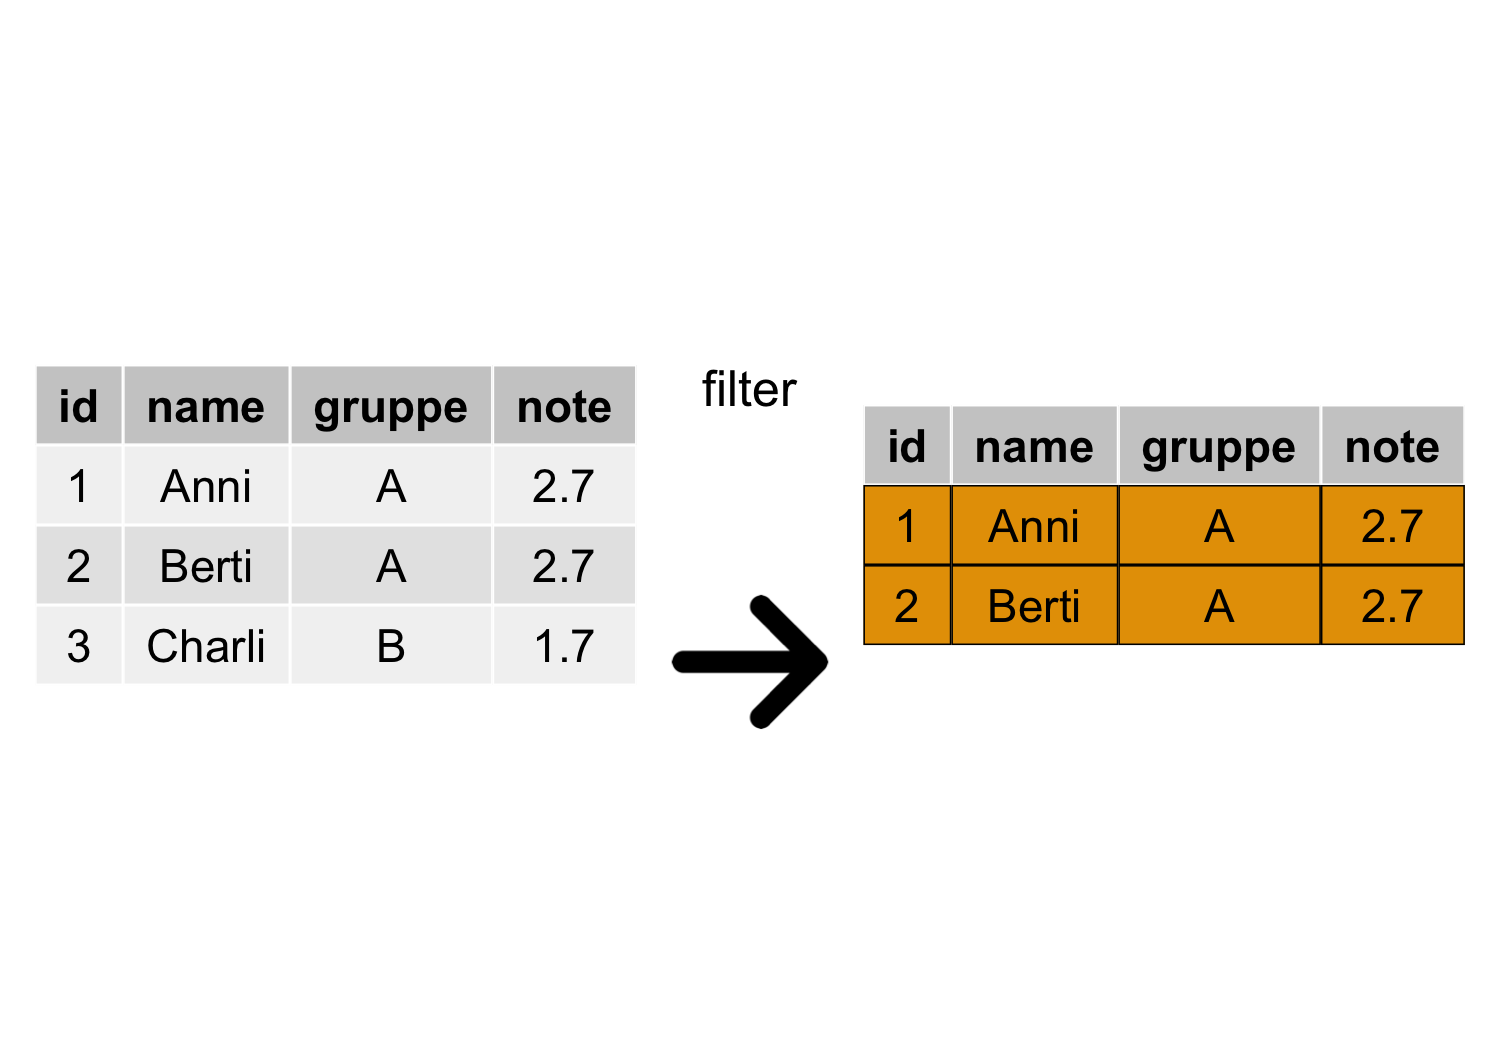 id name gruppe note
1 Anni A 2.7
2 Berti A 2.7
3 Charli B 1.7
filter
id name gruppe note
1 Anni A 2.7
2 Berti A 2.7